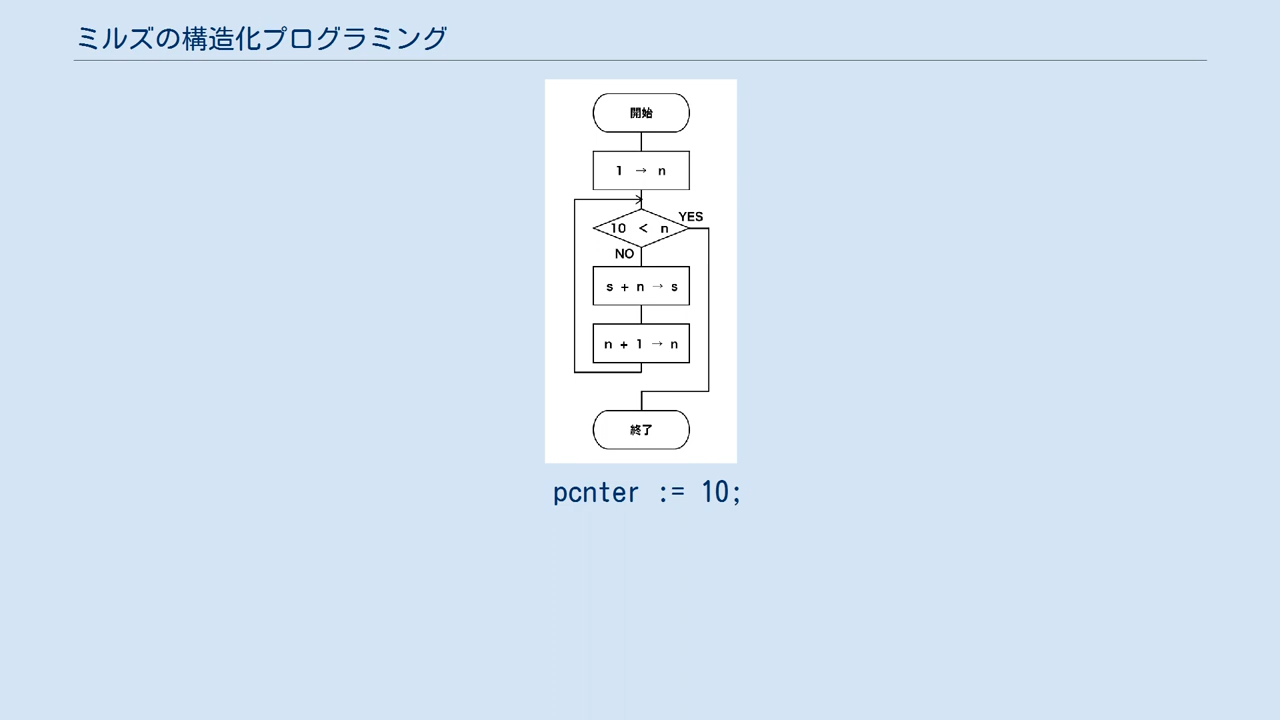 ミルズの構造化プログラミング
開始
1 → n
10 < n
YES
NO
s + n → s
n + 1 → n
終了
pcnter := 10;